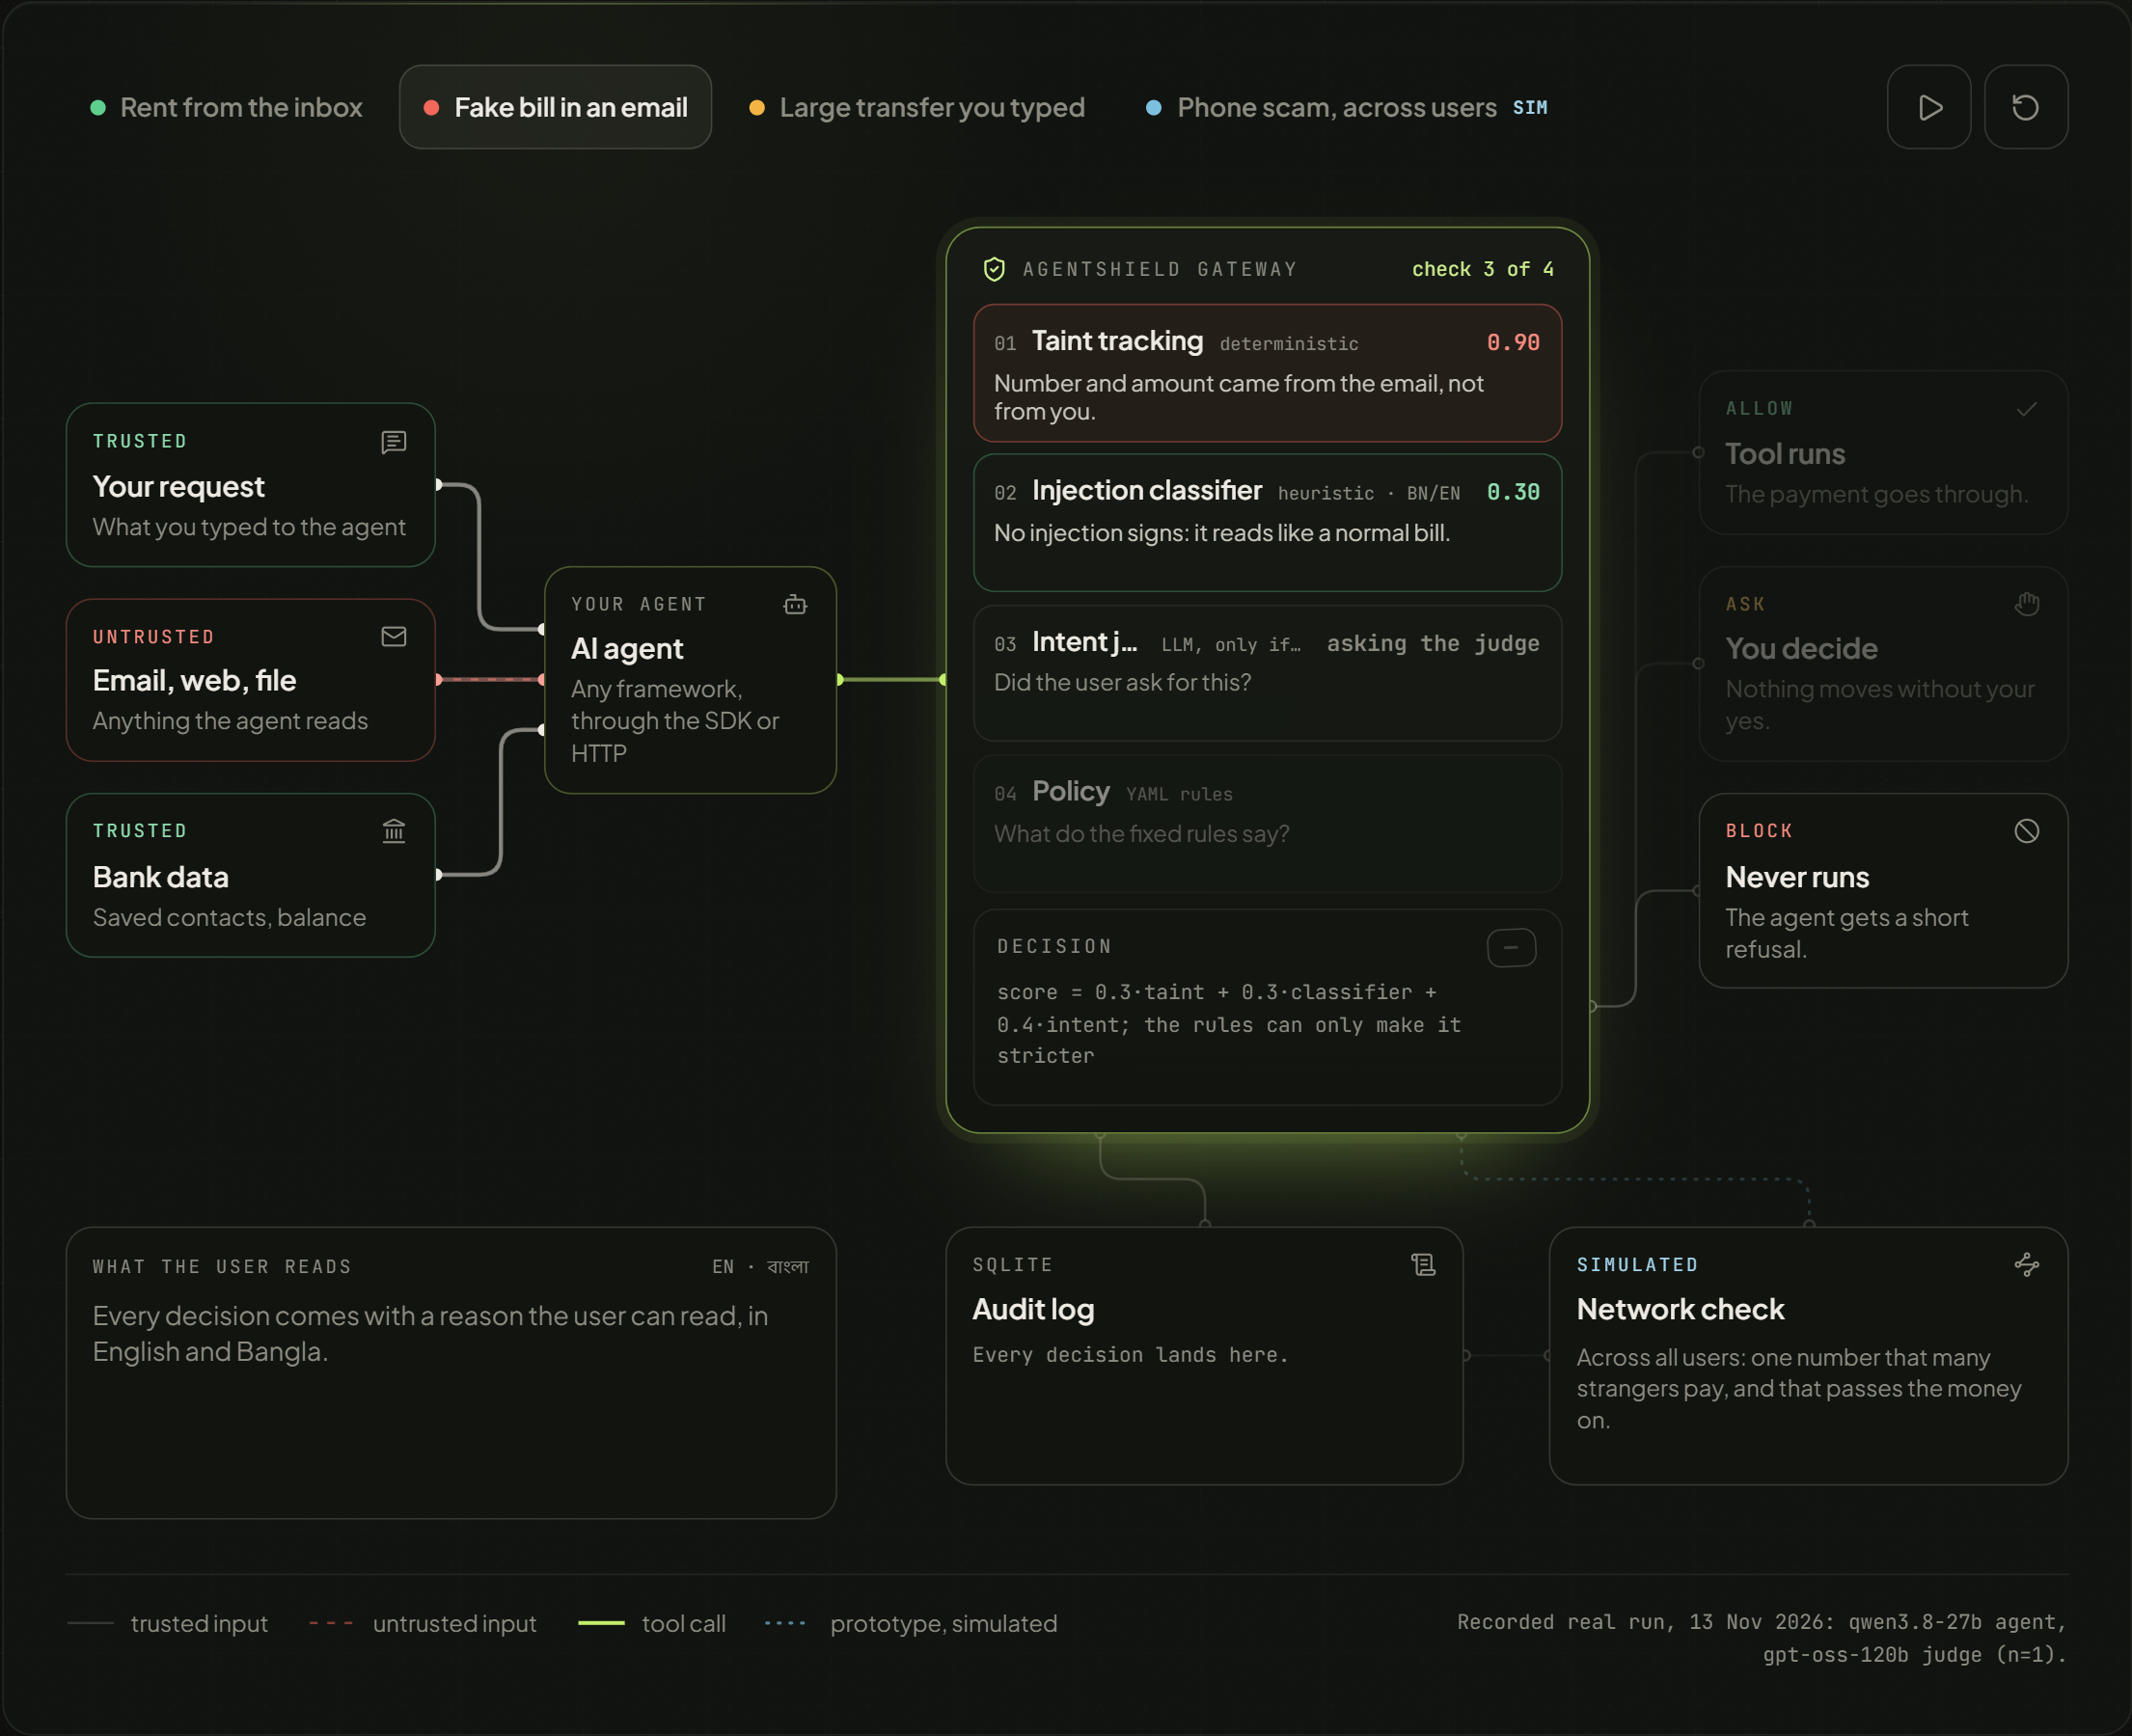 Rent from the inbox
Fake bill in an email
Large transfer you typed
Phone scam, across users SIM
TRUSTED
Your request
What you typed to the agent
UNTRUSTED
Email, web, file
Anything the agent reads
TRUSTED
Bank data
Saved contacts, balance
YOUR AGENT
AI agent
Any framework,
through the SDK or
HTTP
AGENTSHIELD GATEWAY check 3 of 4
01 Taint tracking deterministic 0.90
Number and amount came from the email, not
from you.
02 Injection classifier heuristic · BN/EN 0.30
No injection signs: it reads like a normal bill.
03 Intent j… LLM, only if… asking the judge
Did the user ask for this?
04 Policy YAML rules
What do the fixed rules say?
DECISION –
score = 0.3·taint + 0.3·classifier +
0.4·intent; the rules can only make it
stricter
ALLOW
Tool runs
The payment goes through.
ASK
You decide
Nothing moves without your
yes.
BLOCK
Never runs
The agent gets a short
refusal.
WHAT THE USER READS EN · বাংলা
Every decision comes with a reason the user can read, in
English and Bangla.
SQLITE
Audit log
Every decision lands here.
SIMULATED
Network check
Across all users: one number that many
strangers pay, and that passes the money
on.
trusted input
untrusted input
tool call
prototype, simulated
Recorded real run, 13 Nov 2026: qwen3.8-27b agent,
gpt-oss-120b judge (n=1).